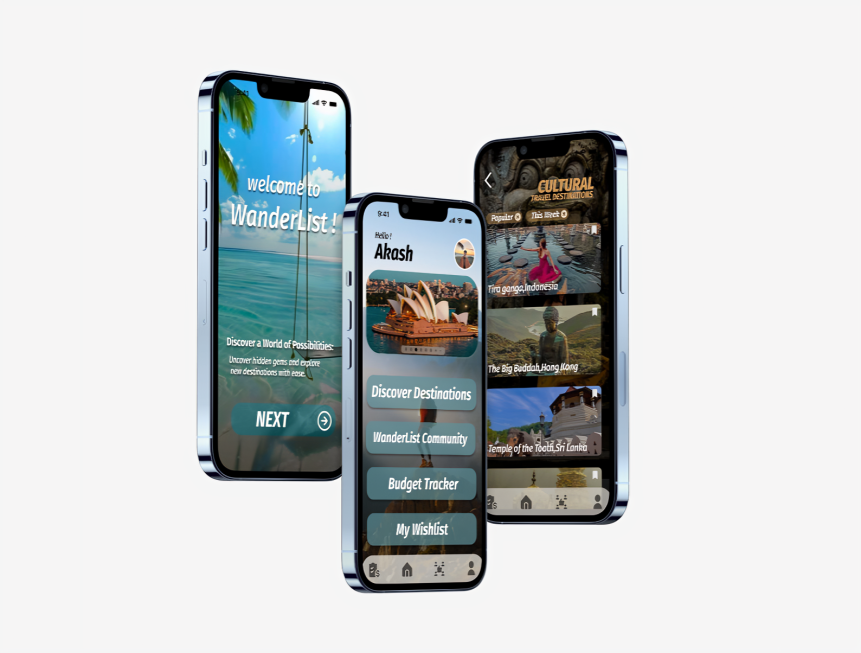 welcome to
WanderList !
Discover a World of Possibilities:
Uncover hidden gems and explore
new destinations with ease.
NEXT
9:41
Hello !
Akash
Discover Destinations
WanderList Community
Budget Tracker
My Wishlist
CULTURAL
TRAVEL DESTINATIONS
Popular
This Week
Tira ganga,Indonesia
The Big Buddah,Hong Kong
Temple of the Tooth,Sri Lanka